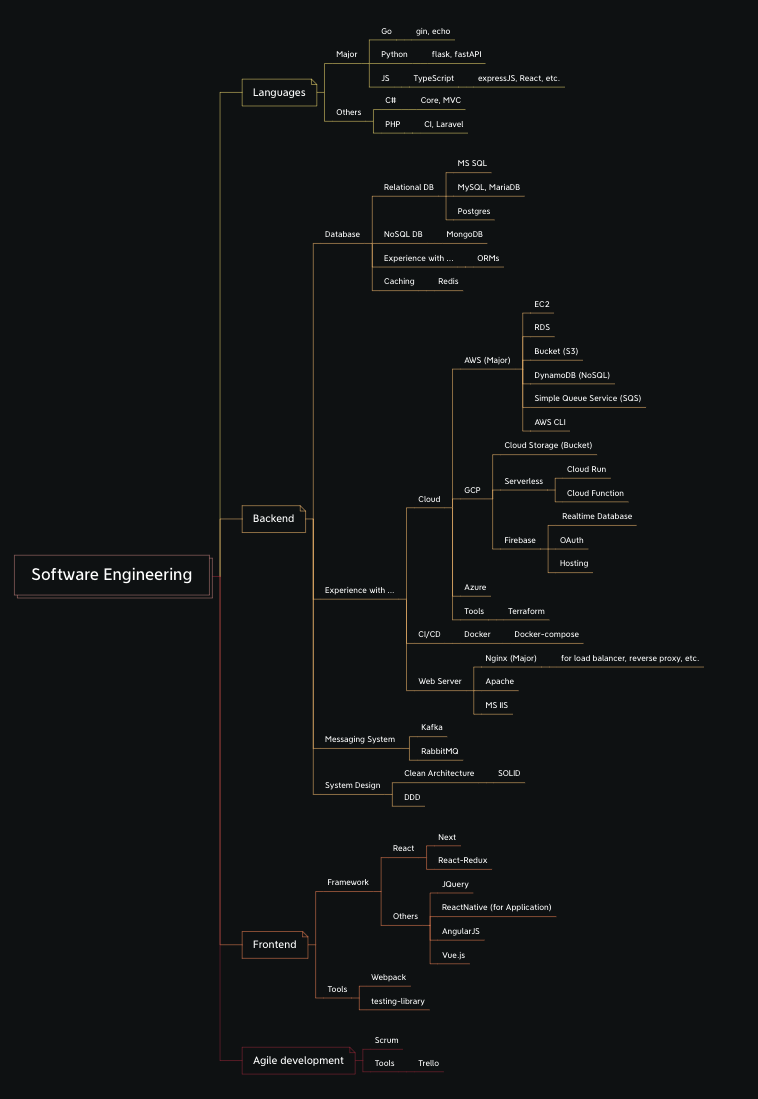 Go gin, echo
Major Python flask, fastAPI
JS TypeScript expressJS, React, etc.
Languages
C# Core, MVC
Others
PHP CI, Laravel
MS SQL
Relational DB MySQL, MariaDB
Postgres
Database NoSQL DB MongoDB
Experience with ... ORMs
Caching Redis
EC2
RDS
Bucket (S3)
AWS (Major)
DynamoDB (NoSQL)
Simple Queue Service (SQS)
AWS CLI
Cloud Storage (Bucket)
Cloud Run
Serverless
GCP
Cloud Function
Cloud
Realtime Database
Backend
Firebase OAuth
Hosting
Software Engineering
Azure
Experience with ...
Tools Terraform
CI/CD Docker Docker-compose
Nginx (Major) for load balancer, reverse proxy, etc.
Web Server Apache
MS IIS
Kafka
Messaging System
RabbitMQ
Clean Architecture SOLID
System Design
DDD
Next
React
React-Redux
Framework
JQuery
ReactNative (for Application)
Others
AngularJS
Frontend
Vue.js
Webpack
Tools
testing-library
Scrum
Agile development
Tools Trello